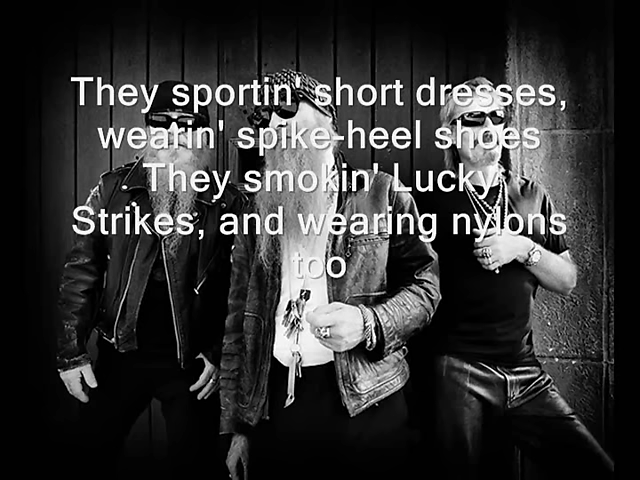 They sportin' short dresses,
wearin' spike-heel shoes
They smokin' Lucky
Strikes, and wearing nylons
too